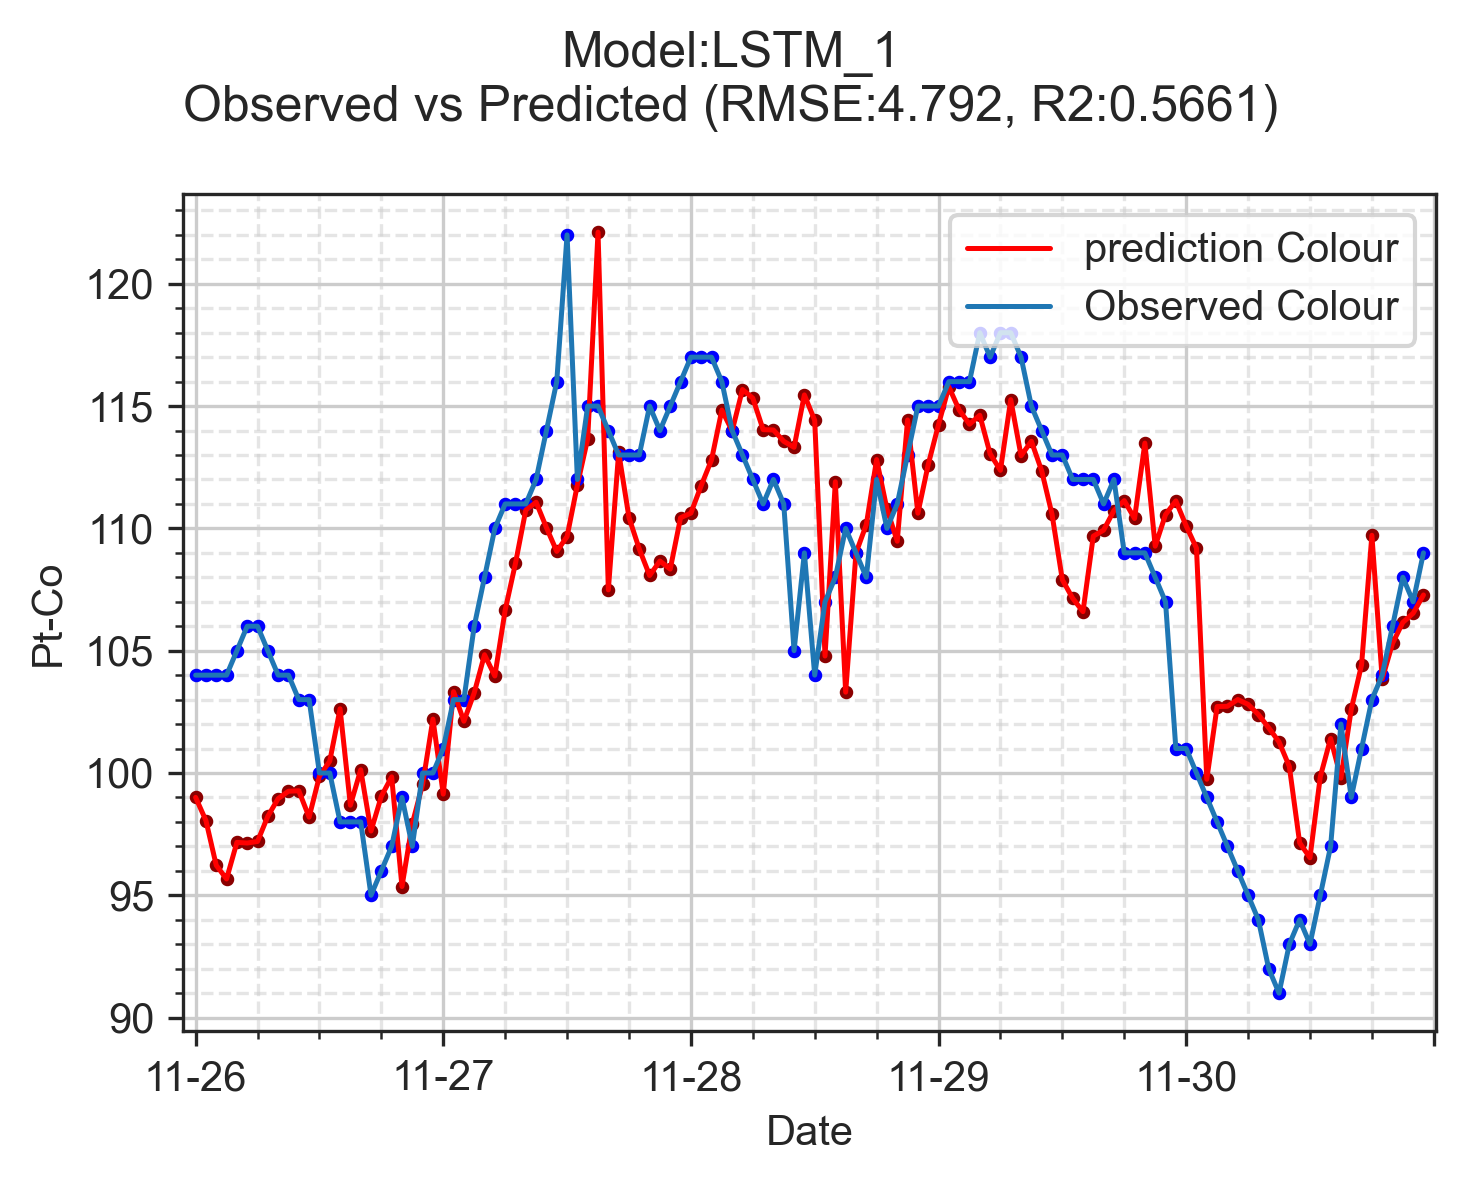 Model:LSTM_1
Observed vs Predicted (RMSE:4.792, R2:0.5661)
prediction Colour
Observed Colour
120
115
110
105
100
95
90
Pt-Co
11-26
11-27
11-28
11-29
11-30
Date